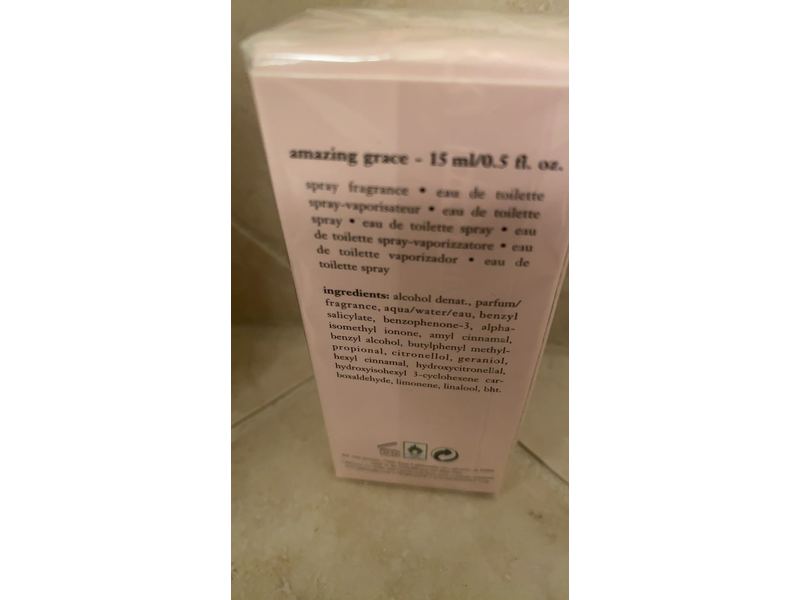 amazing grace - 15 ml/0.5 fl. oz.
spray fragrance • eau de toilette
spray-vaporisateur • eau de toilette
spray • eau de toilette spray • eau
de toilette spray-vaporizzatore • eau
de toilette vaporizador • eau de
toilette spray
ingredients: alcohol denat., parfum/
fragrance, aqua/water/eau, benzyl
salicylate, benzophenone-3, alpha-
isomethyl ionone, amyl cinnamal,
benzyl alcohol, butylphenyl methyl-
propional, citronellol, geraniol,
hexyl cinnamal, hydroxycitronellal,
hydroxyisohexyl 3-cyclohexene car-
boxaldehyde, limonene, linalool, bht.